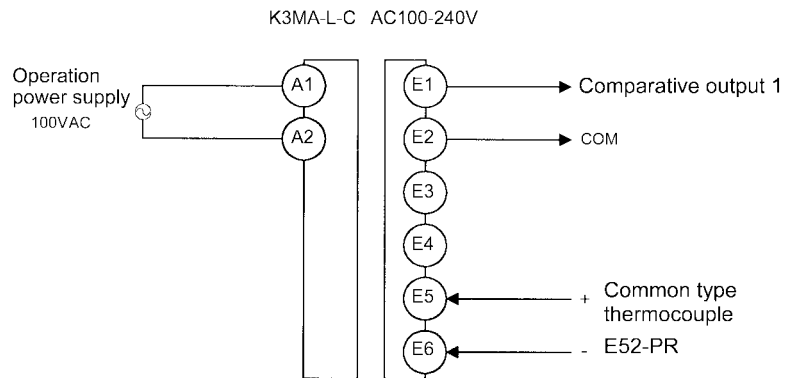 K3MA-L-C AC100-240V
Operation
power supply
100VAC
A1
A2
E1
Comparative output 1
E2
COM
E3
E4
E5
+ Common type
thermocouple
E6
- E52-PR